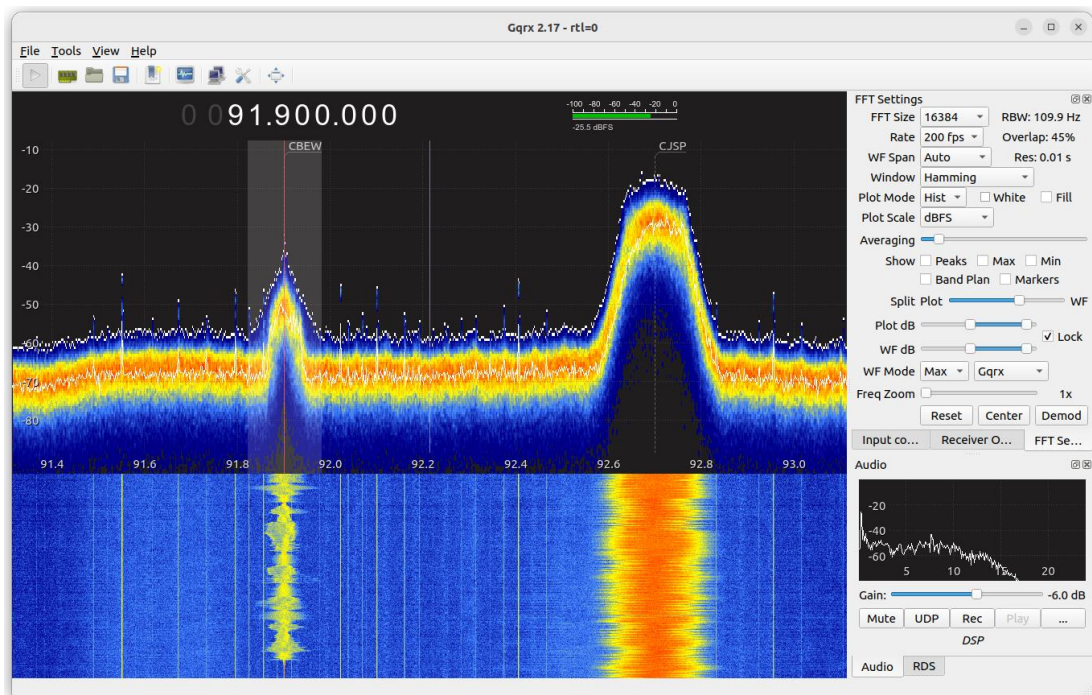 Gqrx 2.17 - rtl=0
File Tools View Help
0 091.900.000
-100 -80 -60 -40 -20 0
-25.5 dBFS
CBEW
CJSP
-10
-20
-30
-40
-50
-60
-70
-80
91.4 91.6 91.8 92.0 92.2 92.4 92.6 92.8 93.0
FFT Settings
FFT Size 16384 RBW: 109.9 Hz
Rate 200 fps Overlap: 45%
WF Span Auto Res: 0.01 s
Window Hamming
Plot Mode Hist White Fill
Plot Scale dBFS
Averaging
Show Peaks Max Min
Band Plan Markers
Split Plot WF
Plot dB
Lock
WF dB
WF Mode Max Gqrx
Freq Zoom 1x
Reset Center Demod
Input co... Receiver O... FFT Se...
Audio
-20
-40
-60
5 10 15 20
Gain: -6.0 dB
Mute UDP Rec Play ...
DSP
Audio RDS